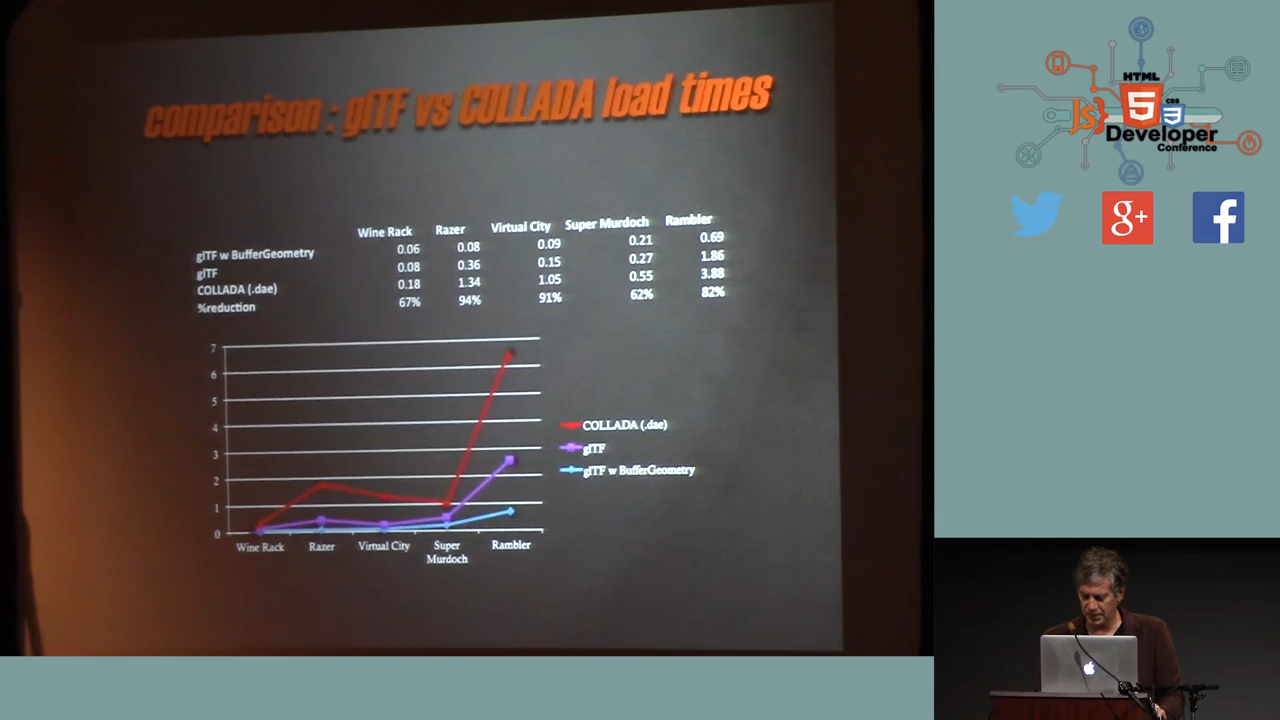 comparison : glTF vs COLLADA load times
Wine Rack Razer Virtual City Super Murdoch Rambler
glTF w BufferGeometry 0.06 0.08 0.09 0.21 0.69
glTF 0.08 0.36 0.15 0.27 1.86
COLLADA (.dae) 0.18 1.34 1.05 0.55 3.88
%reduction 67% 94% 91% 62% 82%
7
6
5
4
3
2
1
0
Wine Rack Razer Virtual City Super Murdoch Rambler
COLLADA (.dae)
glTF
glTF w BufferGeometry
HTML
5
CSS
3
JS}
Developer
Conference
g+
f